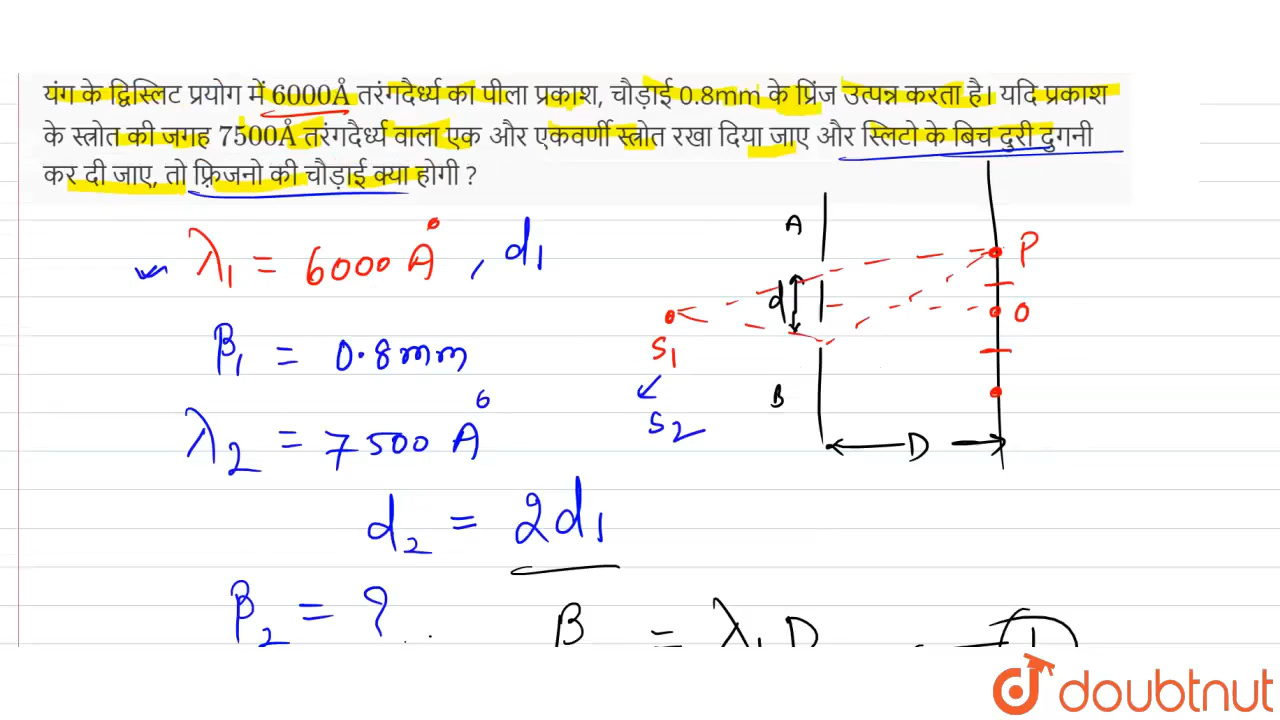 यंग के द्विस्लिट प्रयोग में 6000Å तरंगदैर्ध्य का पीला प्रकाश, चौड़ाई 0.8mm के फ्रिंज उत्पन्न करता है। यदि प्रकाश
के स्त्रोत की जगह 7500Å तरंगदैर्ध्य वाला एक और एकवर्णी स्त्रोत रखा दिया जाए और स्लिटो के बिच दुरी दुगनी
कर दी जाए, तो फ़्रिजनो की चौड़ाई क्या होगी ?
λ1 = 6000 A° , d1
β1 = 0.8mm
λ2 = 7500 A°
d2 = 2d1
β2 = ?
β = λ1 D
A
P
d
O
S1
B
S2
D
doubtnut